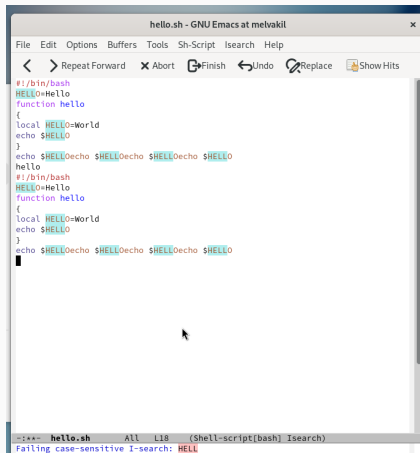 hello.sh - GNU Emacs at melvakil ×
File Edit Options Buffers Tools Sh-Script Isearch Help
Repeat Forward Abort Finish Undo Replace Show Hits
#!/bin/bash
HELLO=Hello
function hello
{
local HELLO=World
echo $HELLO
}
echo $HELLOecho $HELLOecho $HELLOecho $HELLO
hello
#!/bin/bash
HELLO=Hello
function hello
{
local HELLO=World
echo $HELLO
}
echo $HELLOecho $HELLOecho $HELLOecho $HELLO
-:**- hello.sh All L18 (Shell-script[bash] Isearch)
Failing case-sensitive I-search: HELL